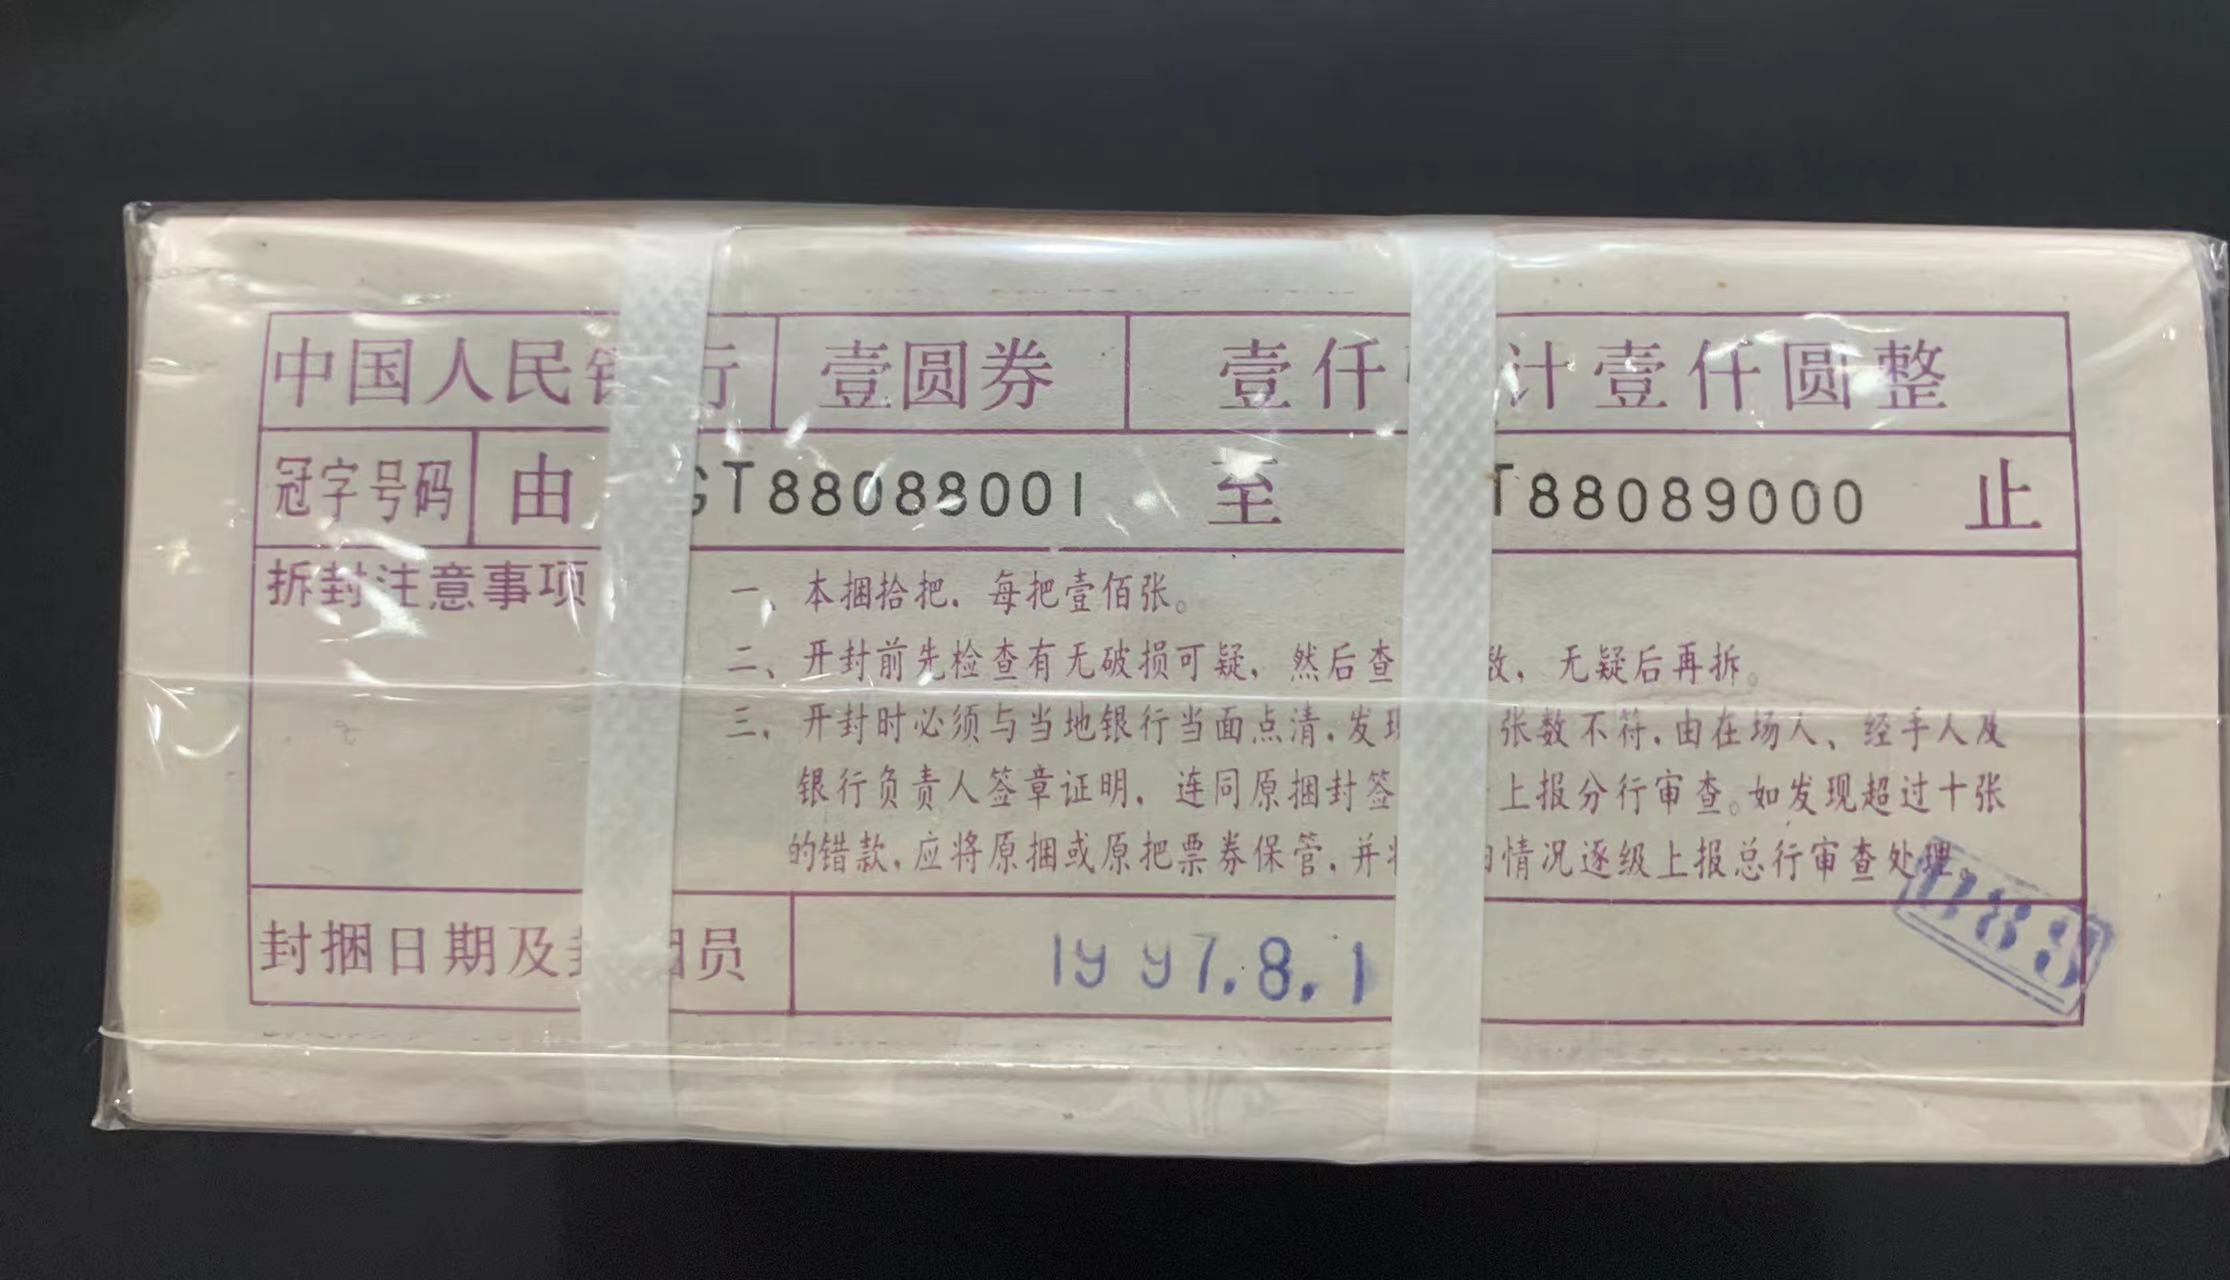 中国人民银行 壹圆券 壹仟 计壹仟圆整
冠字号码 由 GT88088001 至 T88089000 止
拆封注意事项
一、本捆拾把，每把壹佰张。
二、开封前先检查有无破损可疑，然后查 数，无疑后再拆。
三、开封时必须与当地银行当面点清，发现 张数不符，由在场人、经手人及
银行负责人签章证明，连同原捆封签 上报分行审查。如发现超过十张
的错款，应将原捆或原把票券保管，并将 情况逐级上报总行审查处理。
封捆日期及封 员 1997.8.1